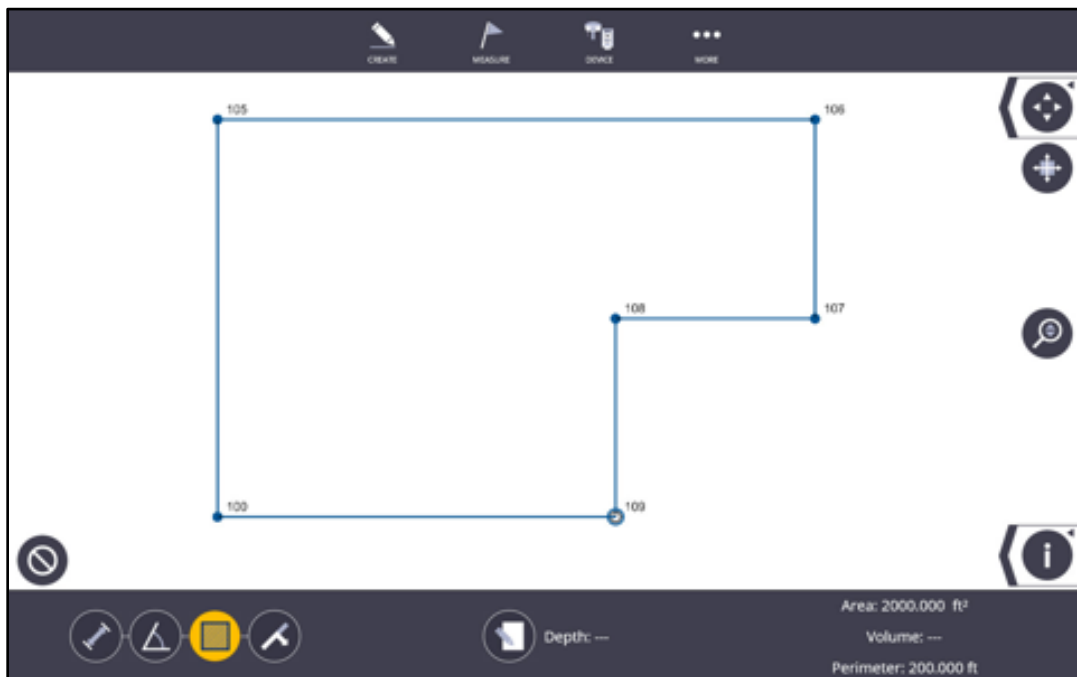 CREATE
MEASURE
DEVICE
MORE
105
106
108
107
100
109
Depth: ---
Area: 2000.000 ft²
Volume: ---
Perimeter: 200.000 ft